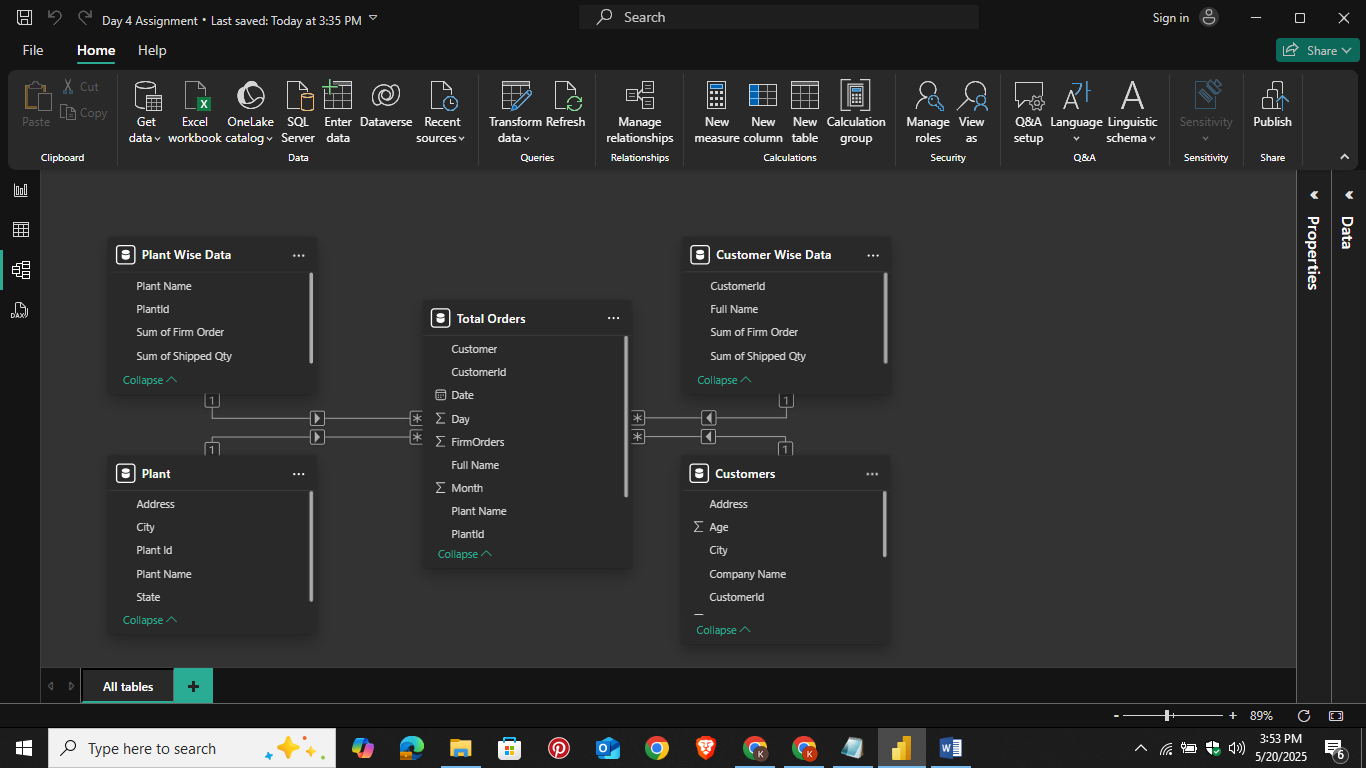 Day 4 Assignment • Last saved: Today at 3:35 PM
Search
Sign in
File
Home
Help
Share
Paste
Cut
Copy
Clipboard
Get data
Excel workbook
OneLake catalog
SQL Server
Enter data
Dataverse
Recent sources
Data
Transform data
Refresh
Queries
Manage relationships
Relationships
New measure
New column
New table
Calculation group
Calculations
Manage roles
View as
Security
Q&A setup
Language
Linguistic schema
Q&A
Sensitivity
Sensitivity
Publish
Share
DAX
Plant Wise Data
Plant Name
PlantId
Sum of Firm Order
Sum of Shipped Qty
Collapse
1
*
Plant
Address
City
Plant Id
Plant Name
State
Collapse
1
*
Total Orders
Customer
CustomerId
Date
Day
FirmOrders
Full Name
Month
Plant Name
PlantId
Collapse
Customer Wise Data
CustomerId
Full Name
Sum of Firm Order
Sum of Shipped Qty
Collapse
*
1
Customers
Address
Age
City
Company Name
CustomerId
Collapse
*
1
Properties
Data
All tables
+
- + 89%
Type here to search
3:53 PM
5/20/2025
6